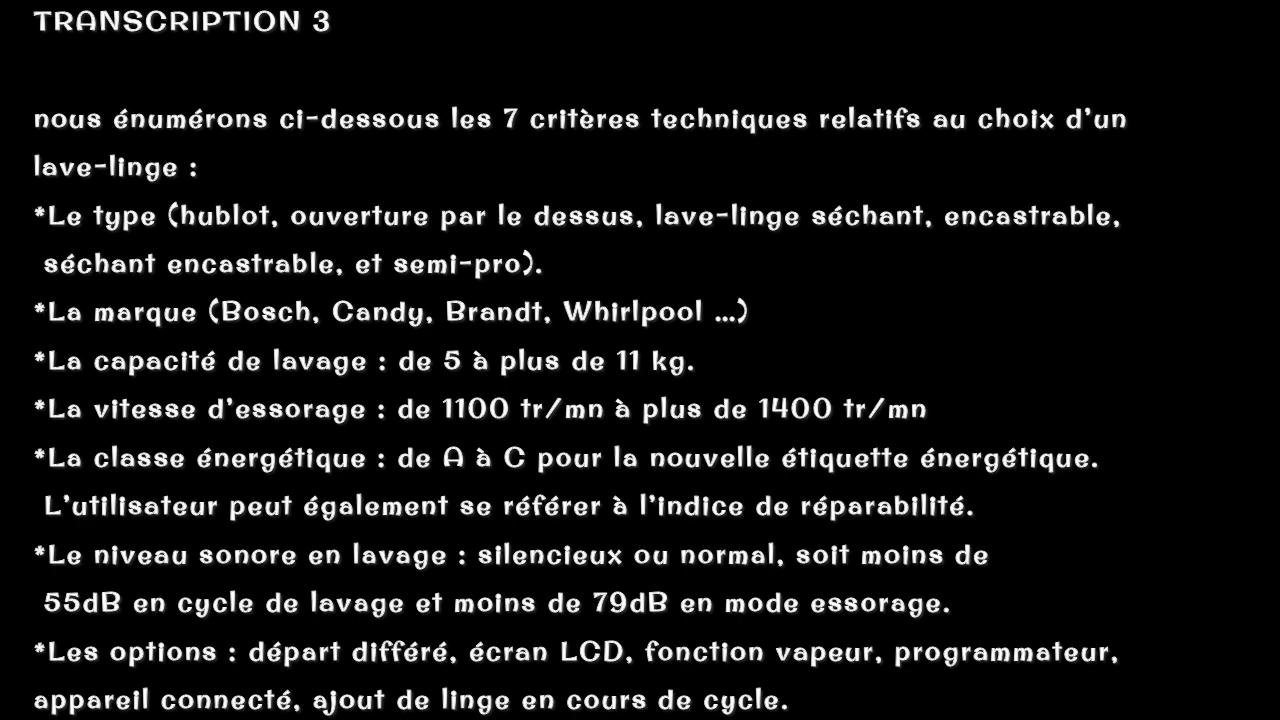 TRANSCRIPTION 3
nous énumérons ci-dessous les 7 critères techniques relatifs au choix d'un
lave-linge :
*Le type (hublot, ouverture par le dessus, lave-linge séchant, encastrable,
séchant encastrable, et semi-pro).
*La marque (Bosch, Candy, Brandt, Whirlpool ...)
*La capacité de lavage : de 5 à plus de 11 kg.
*La vitesse d'essorage : de 1100 tr/mn à plus de 1400 tr/mn
*La classe énergétique : de A à C pour la nouvelle étiquette énergétique.
L'utilisateur peut également se référer à l'indice de réparabilité.
*Le niveau sonore en lavage : silencieux ou normal, soit moins de
55dB en cycle de lavage et moins de 79dB en mode essorage.
*Les options : départ différé, écran LCD, fonction vapeur, programmateur,
appareil connecté, ajout de linge en cours de cycle.